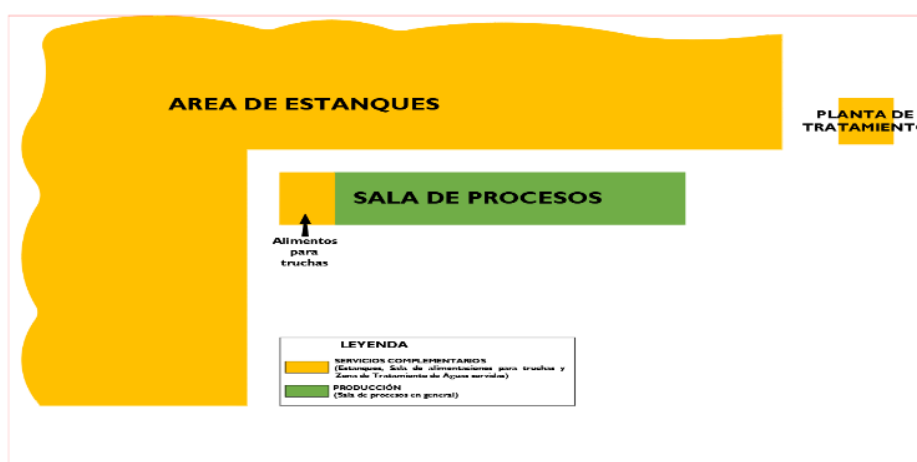 AREA DE ESTANQUES
PLANTA DE
TRATAMIENTO
SALA DE PROCESOS
Alimentos
para
truchas
LEYENDA
SERVICIOS COMPLEMENTARIOS
(Estanques, Sala de alimentaciones para truchas y
Zona de Tratamiento de Aguas servidas)
PRODUCCIÓN
(Sala de procesos en general)